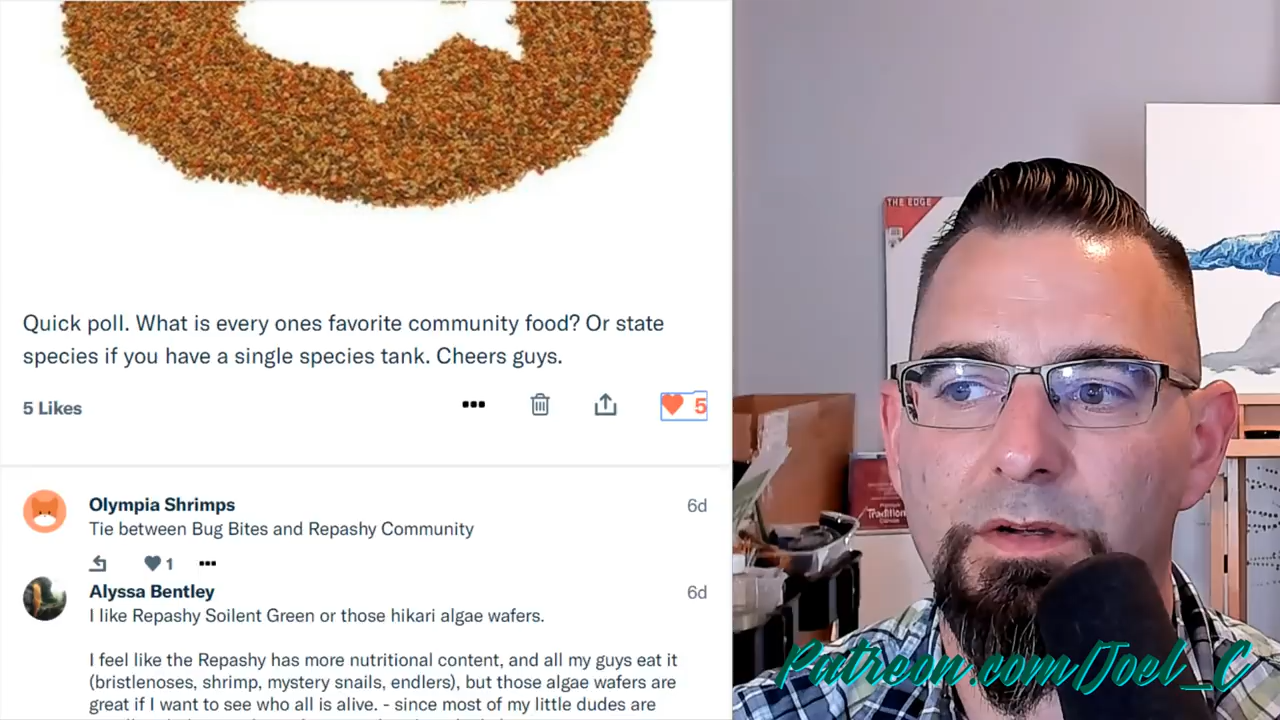 Quick poll. What is every ones favorite community food? Or state
species if you have a single species tank. Cheers guys.
5 Likes
5
Olympia Shrimps
6d
Tie between Bug Bites and Repashy Community
1
Alyssa Bentley
6d
I like Repashy Soilent Green or those hikari algae wafers.
I feel like the Repashy has more nutritional content, and all my guys eat it
(bristlenoses, shrimp, mystery snails, endlers), but those algae wafers are
great if I want to see who all is alive. - since most of my little dudes are
THE EDGE
Tradition
Patreon.com/Joel_C